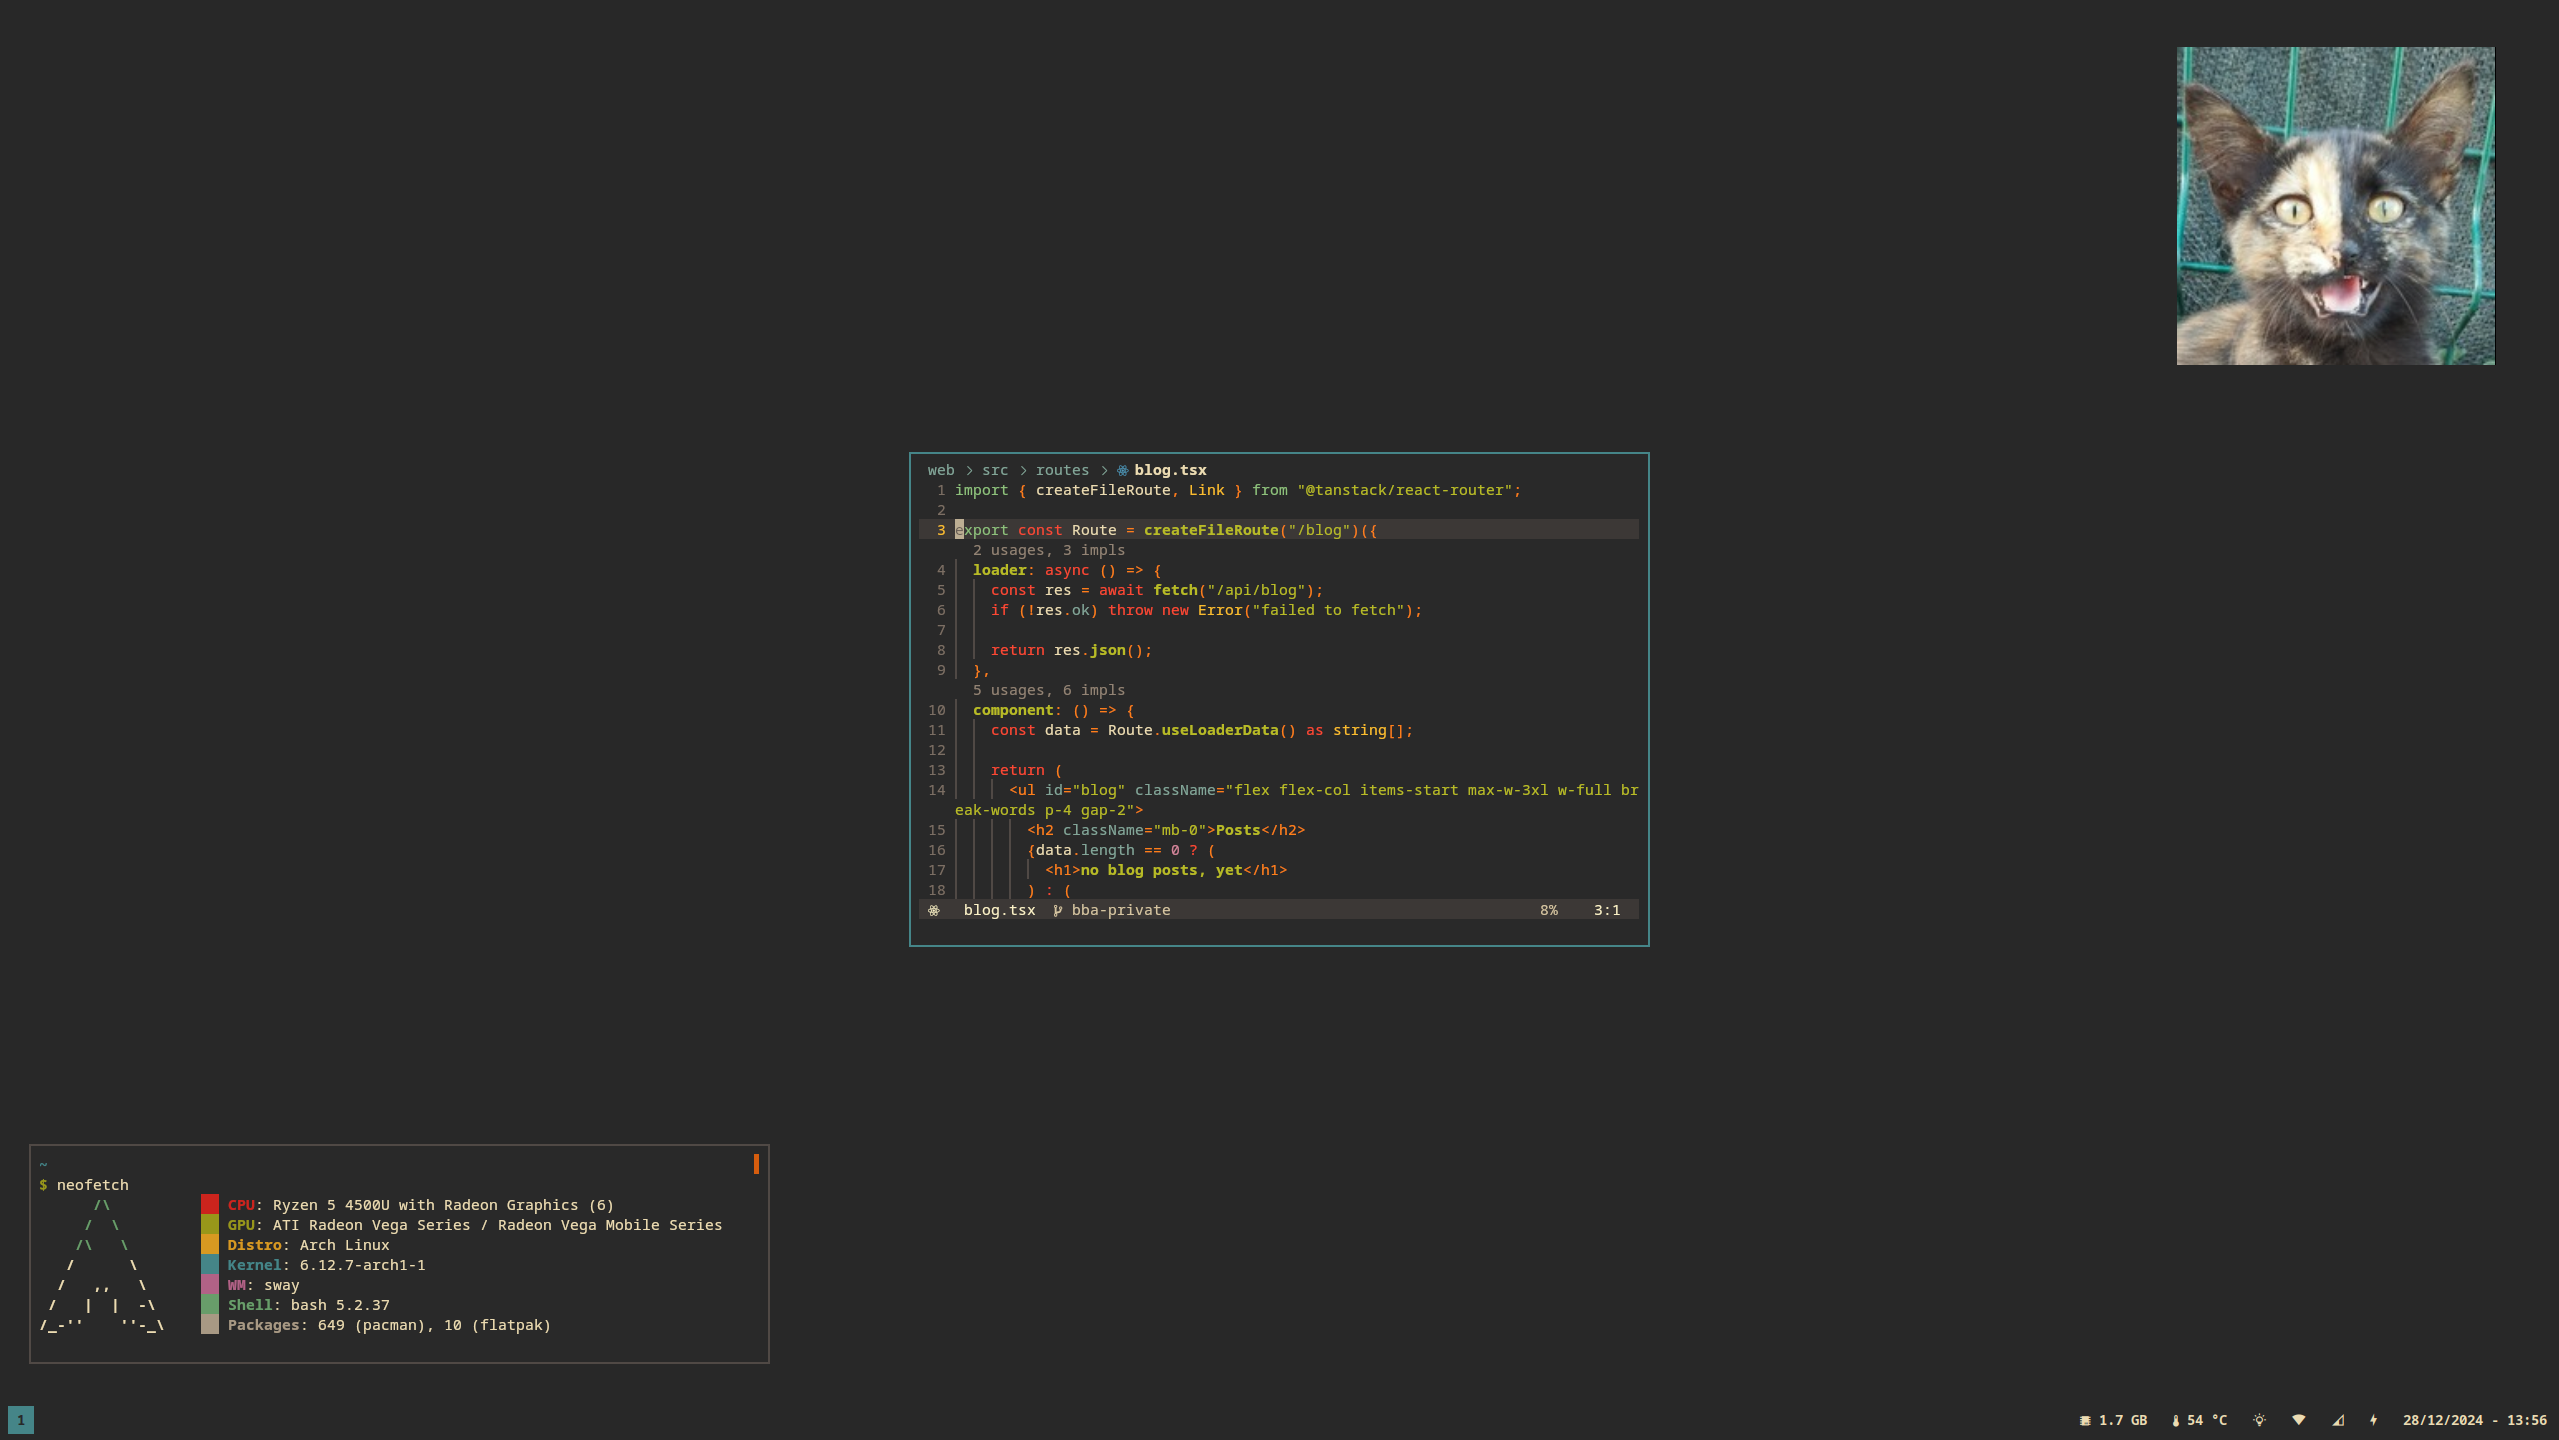 web > src > routes > blog.tsx
1 import { createFileRoute, Link } from "@tanstack/react-router";
2
3 export const Route = createFileRoute("/blog")({
2 usages, 3 impls
4 loader: async () => {
5 const res = await fetch("/api/blog");
6 if (!res.ok) throw new Error("failed to fetch");
7
8 return res.json();
9 },
5 usages, 6 impls
10 component: () => {
11 const data = Route.useLoaderData() as string[];
12
13 return (
14 <ul id="blog" className="flex flex-col items-start max-w-3xl w-full br
eak-words p-4 gap-2">
15 <h2 className="mb-0">Posts</h2>
16 {data.length == 0 ? (
17 <h1>no blog posts, yet</h1>
18 ) : (
blog.tsx bba-private 8% 3:1
~
$ neofetch
CPU: Ryzen 5 4500U with Radeon Graphics (6)
GPU: ATI Radeon Vega Series / Radeon Vega Mobile Series
Distro: Arch Linux
Kernel: 6.12.7-arch1-1
WM: sway
Shell: bash 5.2.37
Packages: 649 (pacman), 10 (flatpak)
1 1.7 GB 54 °C 28/12/2024 - 13:56